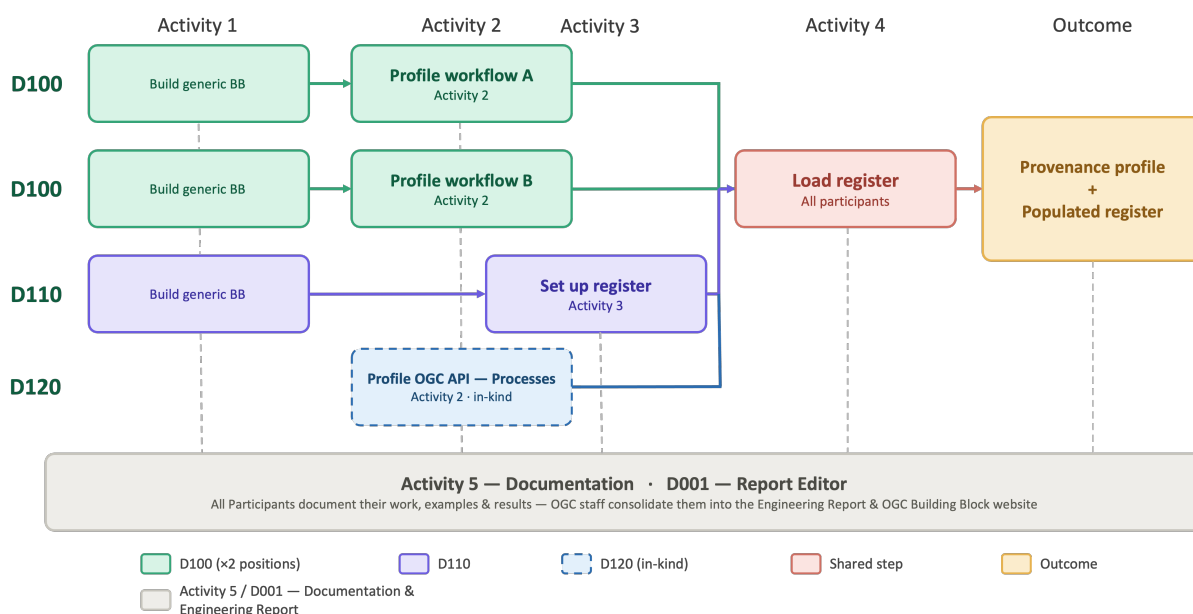 Activity 1
Activity 2
Activity 3
Activity 4
Outcome
D100
Build generic BB
Profile workflow A
Activity 2
D100
Build generic BB
Profile workflow B
Activity 2
Load register
All participants
Provenance profile
+
Populated register
D110
Build generic BB
Set up register
Activity 3
D120
Profile OGC API — Processes
Activity 2 · in-kind
Activity 5 — Documentation · D001 — Report Editor
All Participants document their work, examples & results — OGC staff consolidate them into the Engineering Report & OGC Building Block website
D100 (×2 positions)
D110
D120 (in-kind)
Shared step
Outcome
Activity 5 / D001 — Documentation &
Engineering Report